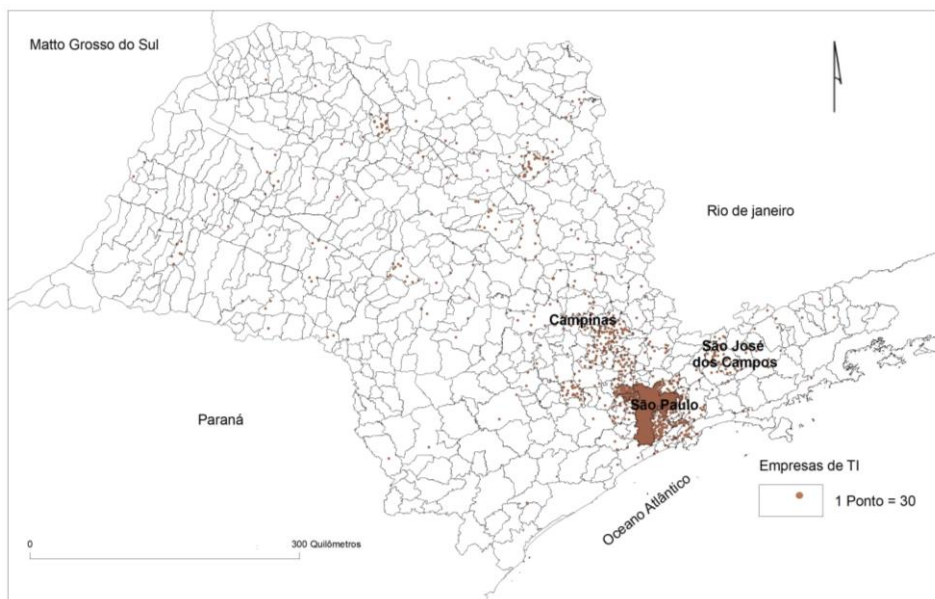 Matto Grosso do Sul
Rio de janeiro
Campinas
São José
dos Campos
São Paulo
Paraná
Empresas de TI
1 Ponto = 30
Oceano Atlântico
0
300 Quilômetros